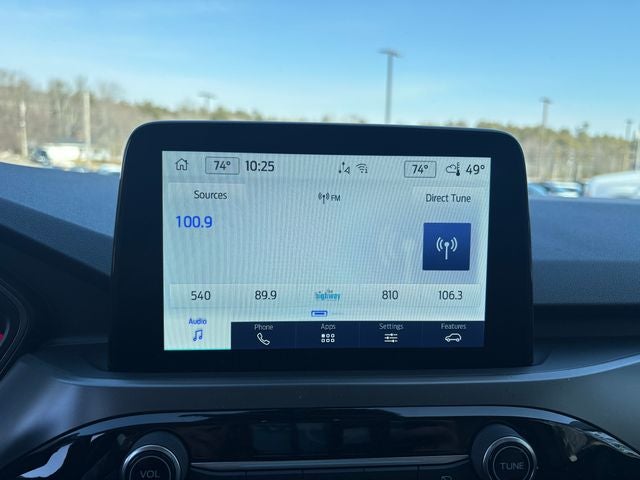 74° 10:25 74° 49°
Sources FM Direct Tune
100.9
540 89.9 the highway 810 106.3
Audio Phone Apps Settings Features
VOL TUNE